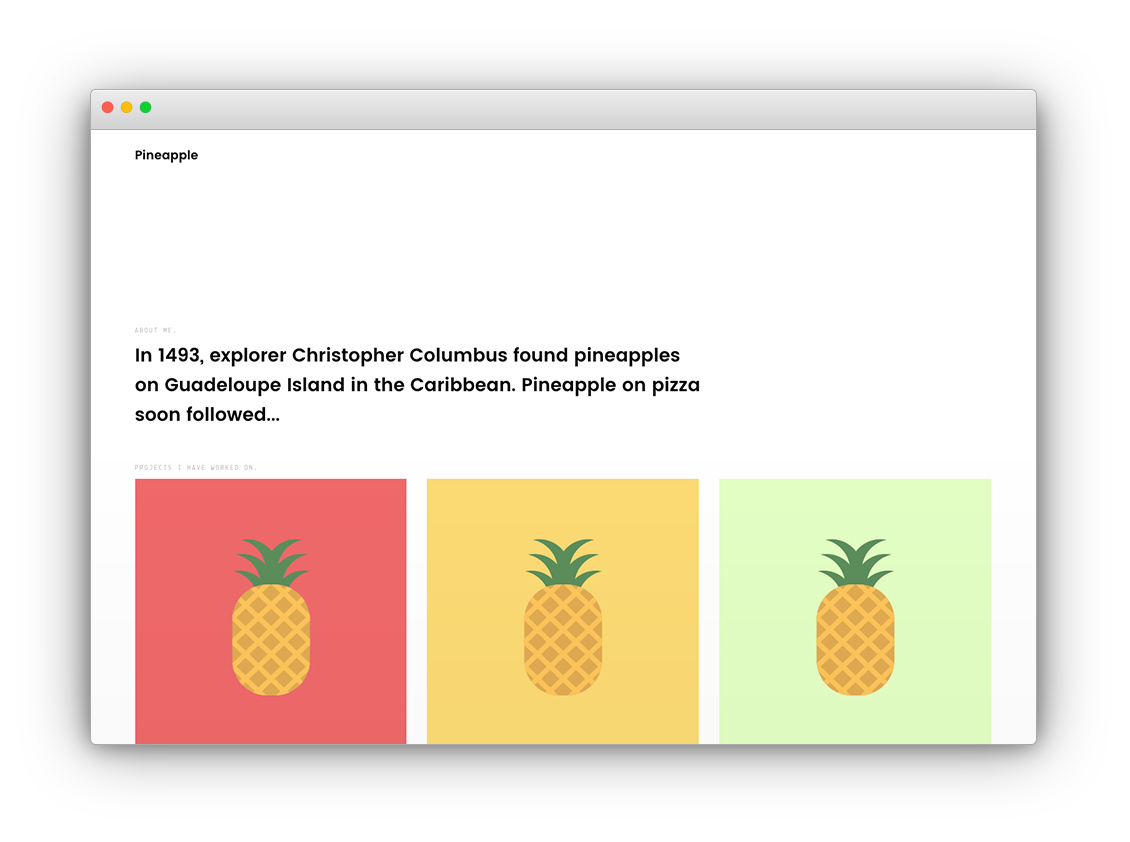 Pineapple
ABOUT ME.
In 1493, explorer Christopher Columbus found pineapples
on Guadeloupe Island in the Caribbean. Pineapple on pizza
soon followed...
PROJECTS I HAVE WORKED ON.